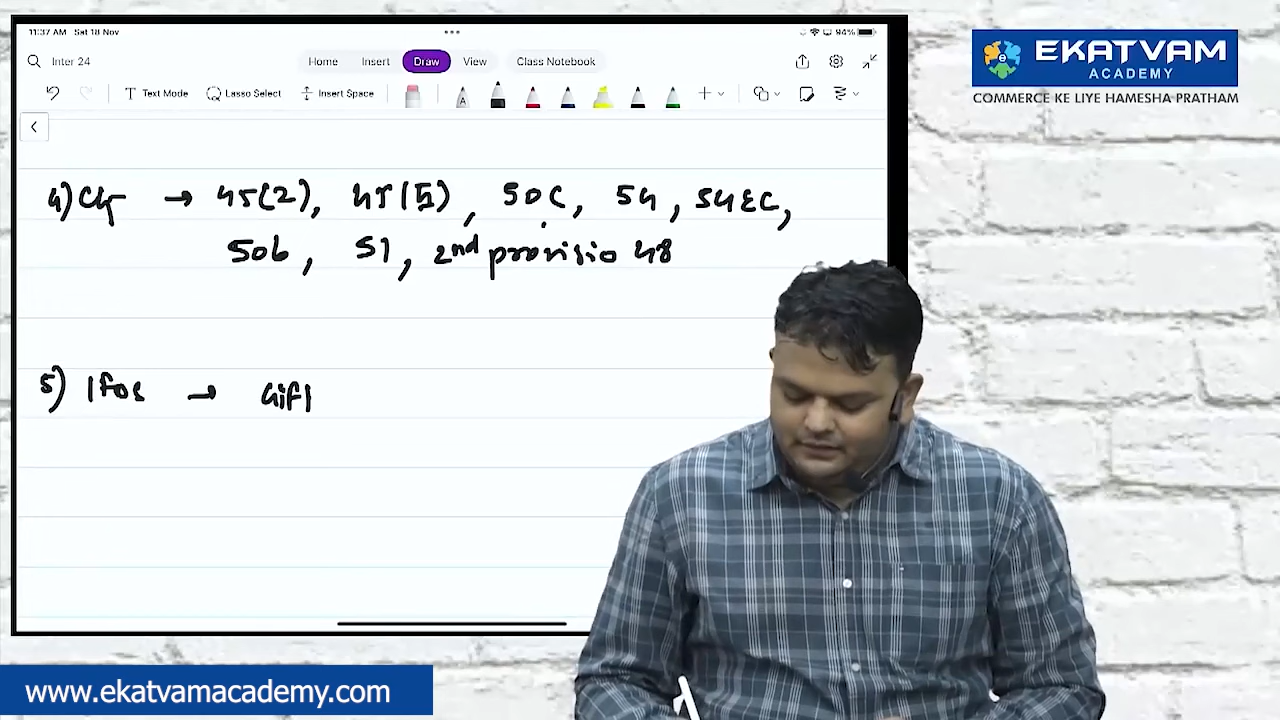 11:37 AM Sat 18 Nov
94%
Inter 24
Home Insert Draw View Class Notebook
Text Mode Lasso Select Insert Space
4) CG → 45(2), 45(5), 50C, 54, 54EC,
50b, 51, 2nd provisio 48
5) IFOS → Gift
EKATVAM
ACADEMY
COMMERCE KE LIYE HAMESHA PRATHAM
www.ekatvamacademy.com